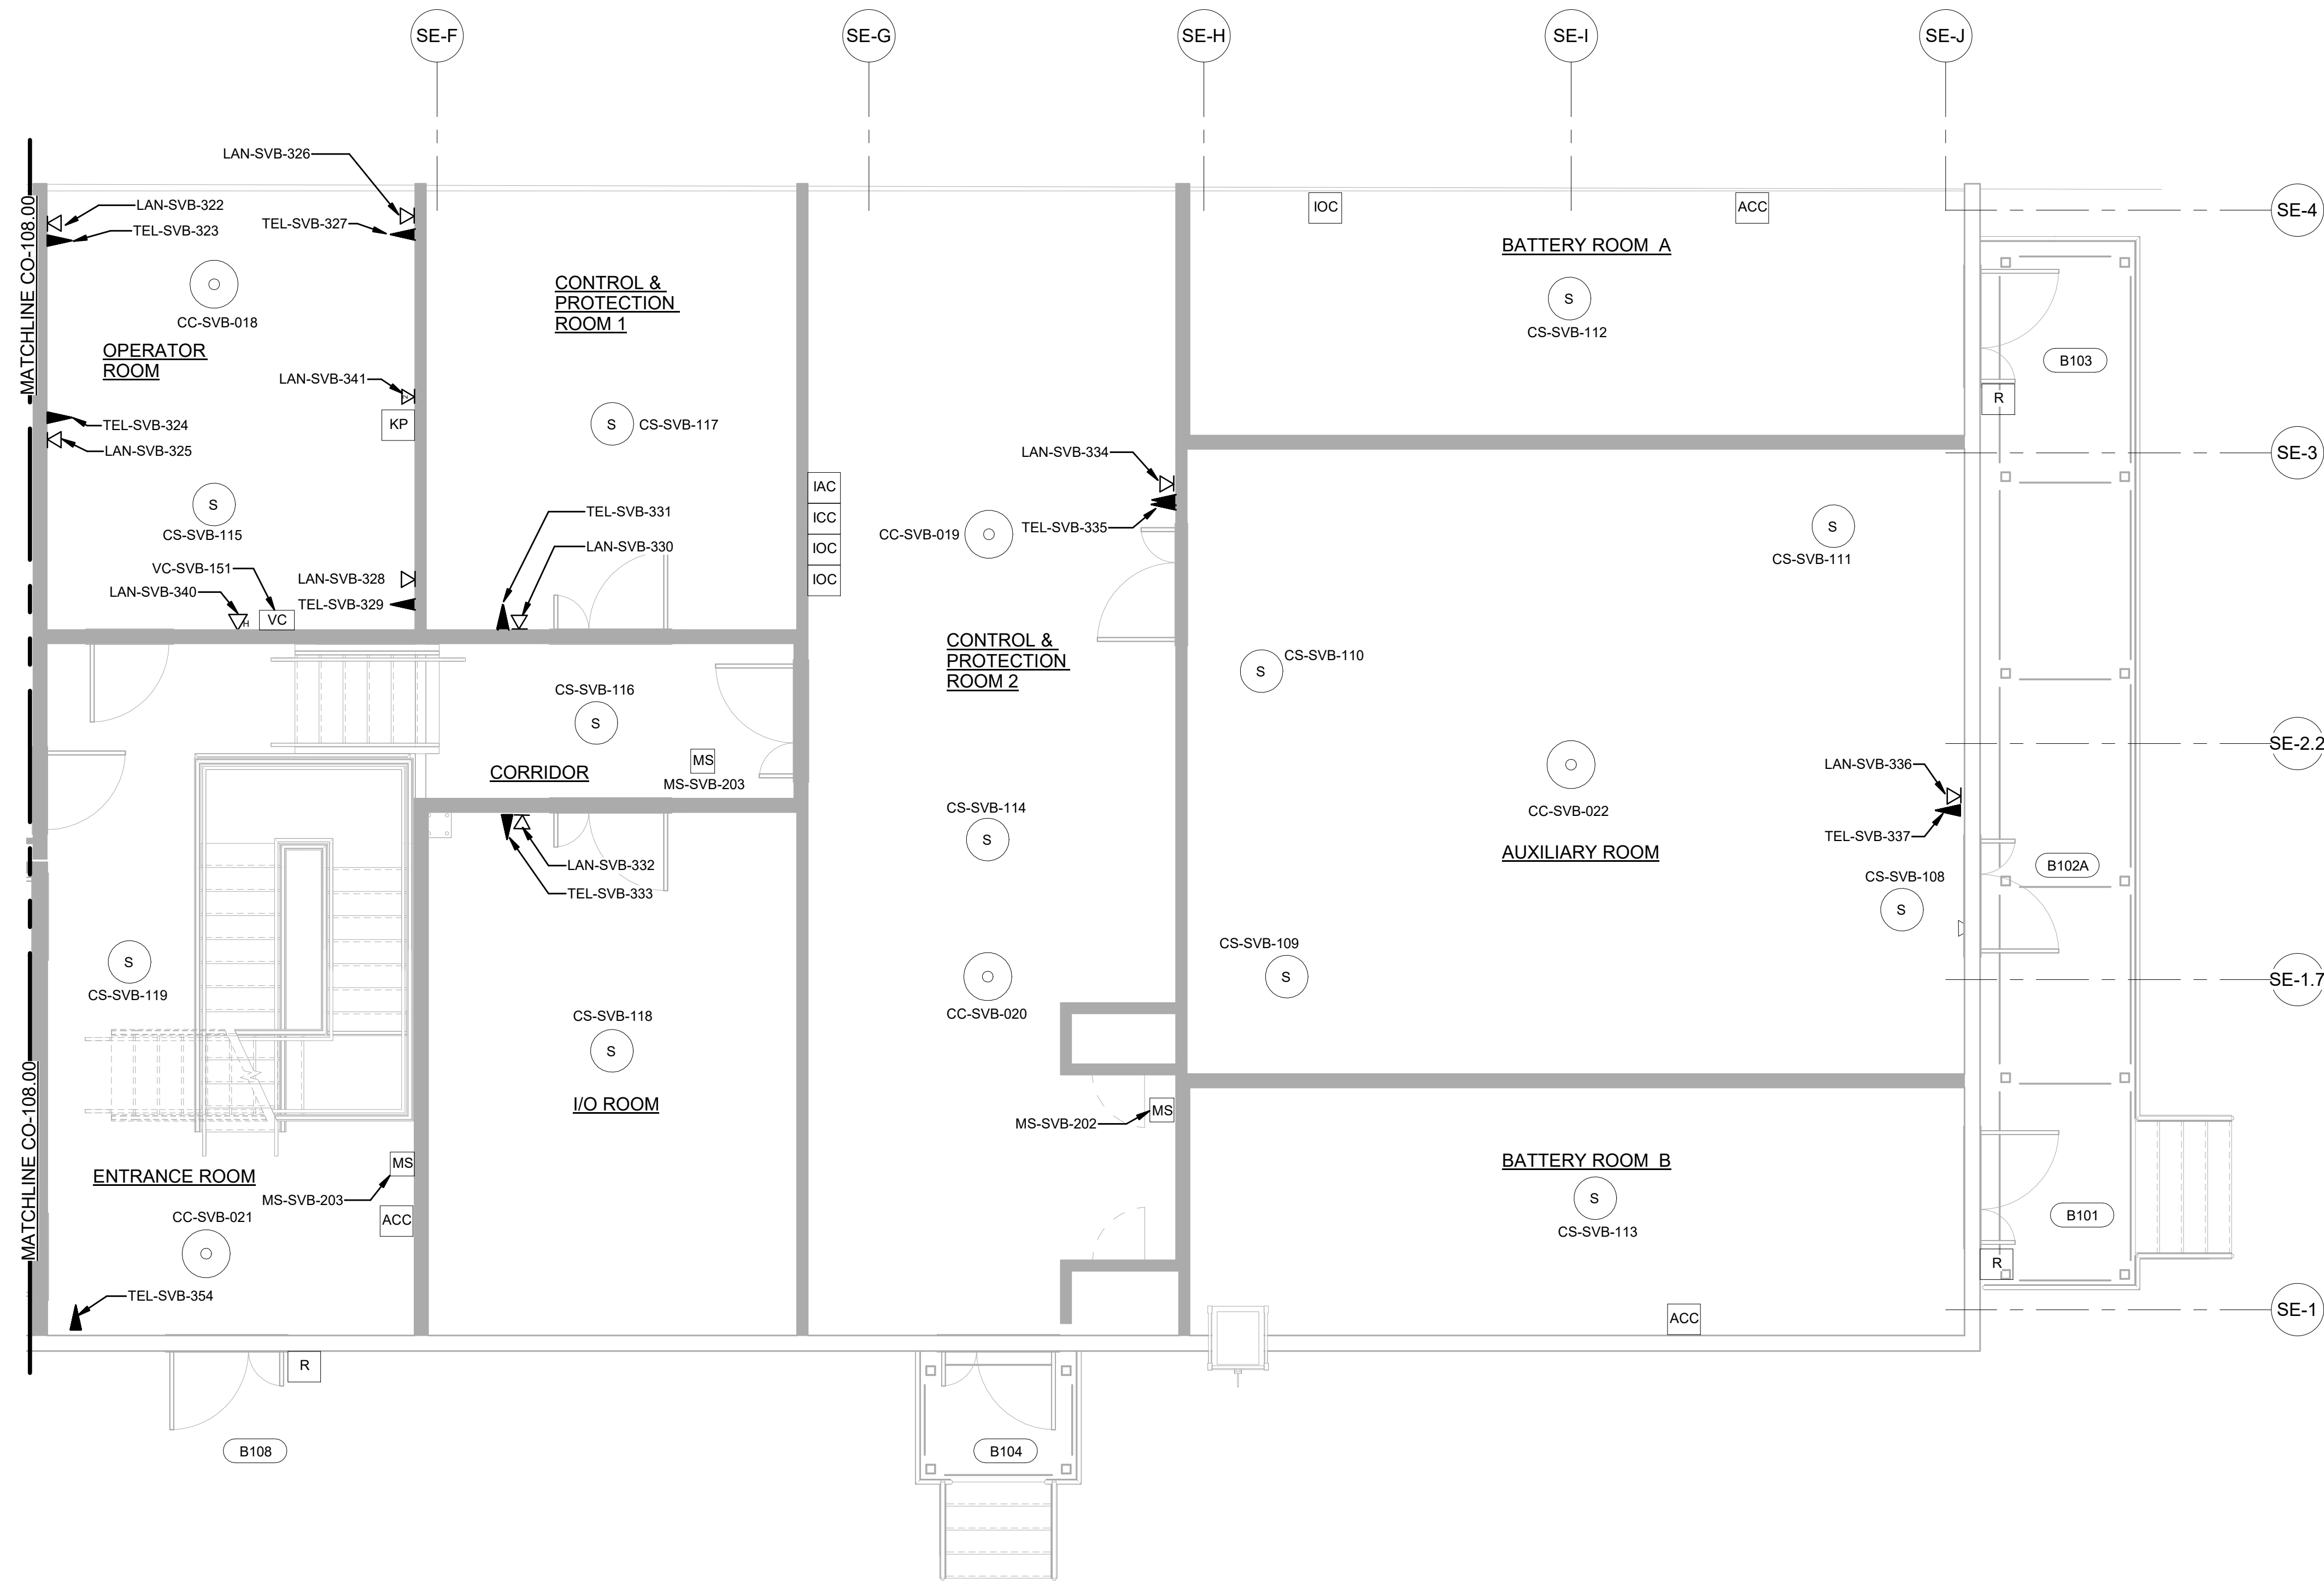 SE-F
SE-G
SE-H
SE-I
SE-J
LAN-SVB-326
LAN-SVB-322
TEL-SVB-323
TEL-SVB-327
MATCHLINE CO-108.00
IOC
ACC
SE-4
BATTERY ROOM A
S
CS-SVB-112
CONTROL &
PROTECTION
ROOM 1
CC-SVB-018
OPERATOR
ROOM
LAN-SVB-341
KP
TEL-SVB-324
LAN-SVB-325
S
CS-SVB-117
B103
R
SE-3
LAN-SVB-334
TEL-SVB-335
IAC
ICC
IOC
IOC
CC-SVB-019
S
CS-SVB-115
TEL-SVB-331
LAN-SVB-330
VC-SVB-151
LAN-SVB-340
H
VC
LAN-SVB-328
TEL-SVB-329
S
CS-SVB-111
CONTROL &
PROTECTION
ROOM 2
S
CS-SVB-110
CS-SVB-116
S
CORRIDOR
MS
MS-SVB-203
SE-2.2
LAN-SVB-336
TEL-SVB-337
CC-SVB-022
AUXILIARY ROOM
CS-SVB-114
S
LAN-SVB-332
TEL-SVB-333
B102A
CS-SVB-108
S
CS-SVB-109
S
SE-1.7
S
CS-SVB-119
CC-SVB-020
CS-SVB-118
S
I/O ROOM
MATCHLINE CO-108.00
MS
MS-SVB-202
BATTERY ROOM B
S
CS-SVB-113
B101
R
ENTRANCE ROOM
MS
MS-SVB-203
ACC
CC-SVB-021
TEL-SVB-354
ACC
SE-1
R
B108
B104